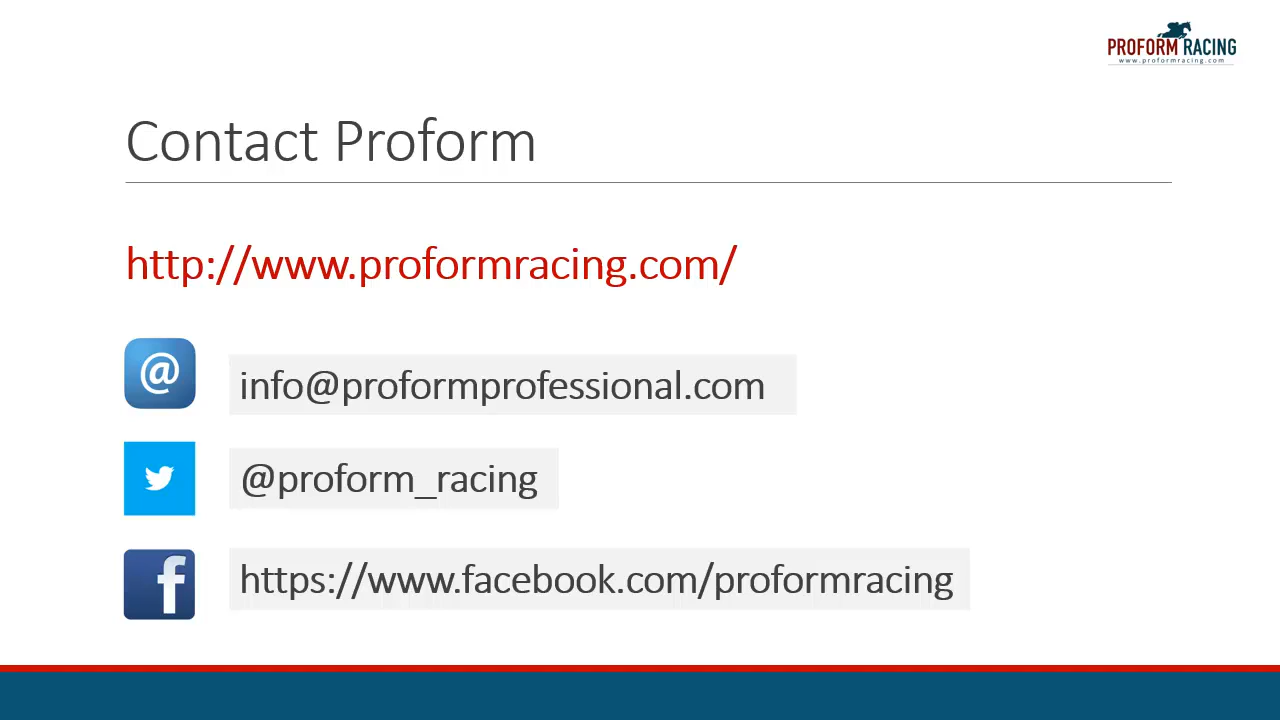 PROFORM RACING
www.proformracing.com
Contact Proform
http://www.proformracing.com/
@
info@proformprofessional.com
@proform_racing
f
https://www.facebook.com/proformracing